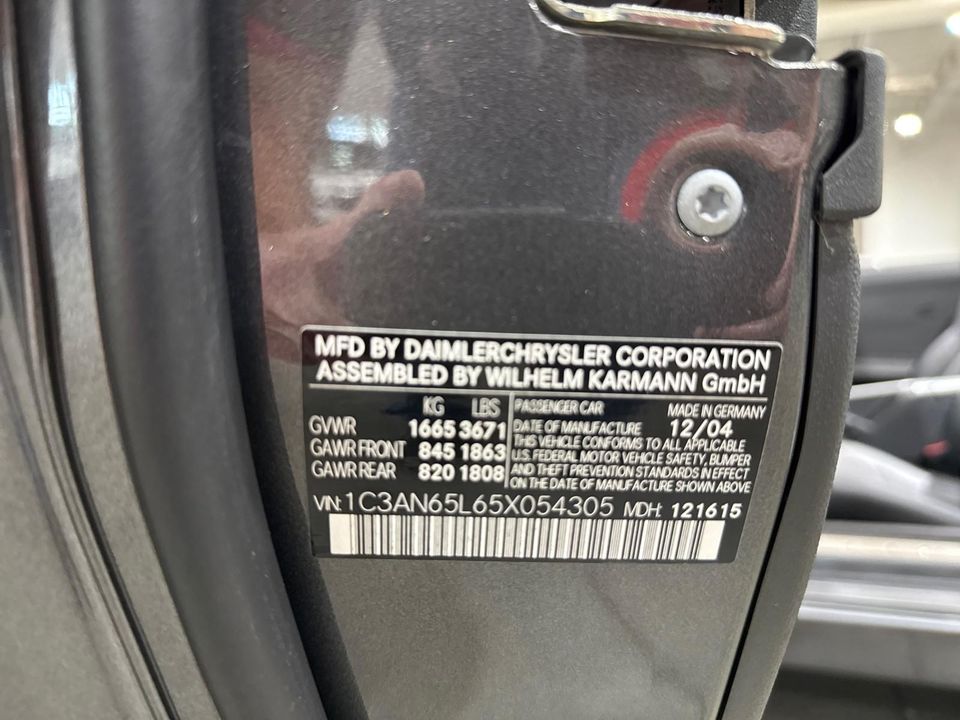 MFD BY DAIMLERCHRYSLER CORPORATION
ASSEMBLED BY WILHELM KARMANN GmbH
KG LBS
GVWR 1665 3671
GAWR FRONT 845 1863
GAWR REAR 820 1808
PASSENGER CAR MADE IN GERMANY
DATE OF MANUFACTURE 12/04
THIS VEHICLE CONFORMS TO ALL APPLICABLE
U.S. FEDERAL MOTOR VEHICLE SAFETY, BUMPER
AND THEFT PREVENTION STANDARDS IN EFFECT
ON THE DATE OF MANUFACTURE SHOWN ABOVE
VIN: 1C3AN65L65X054305 MDH: 121615